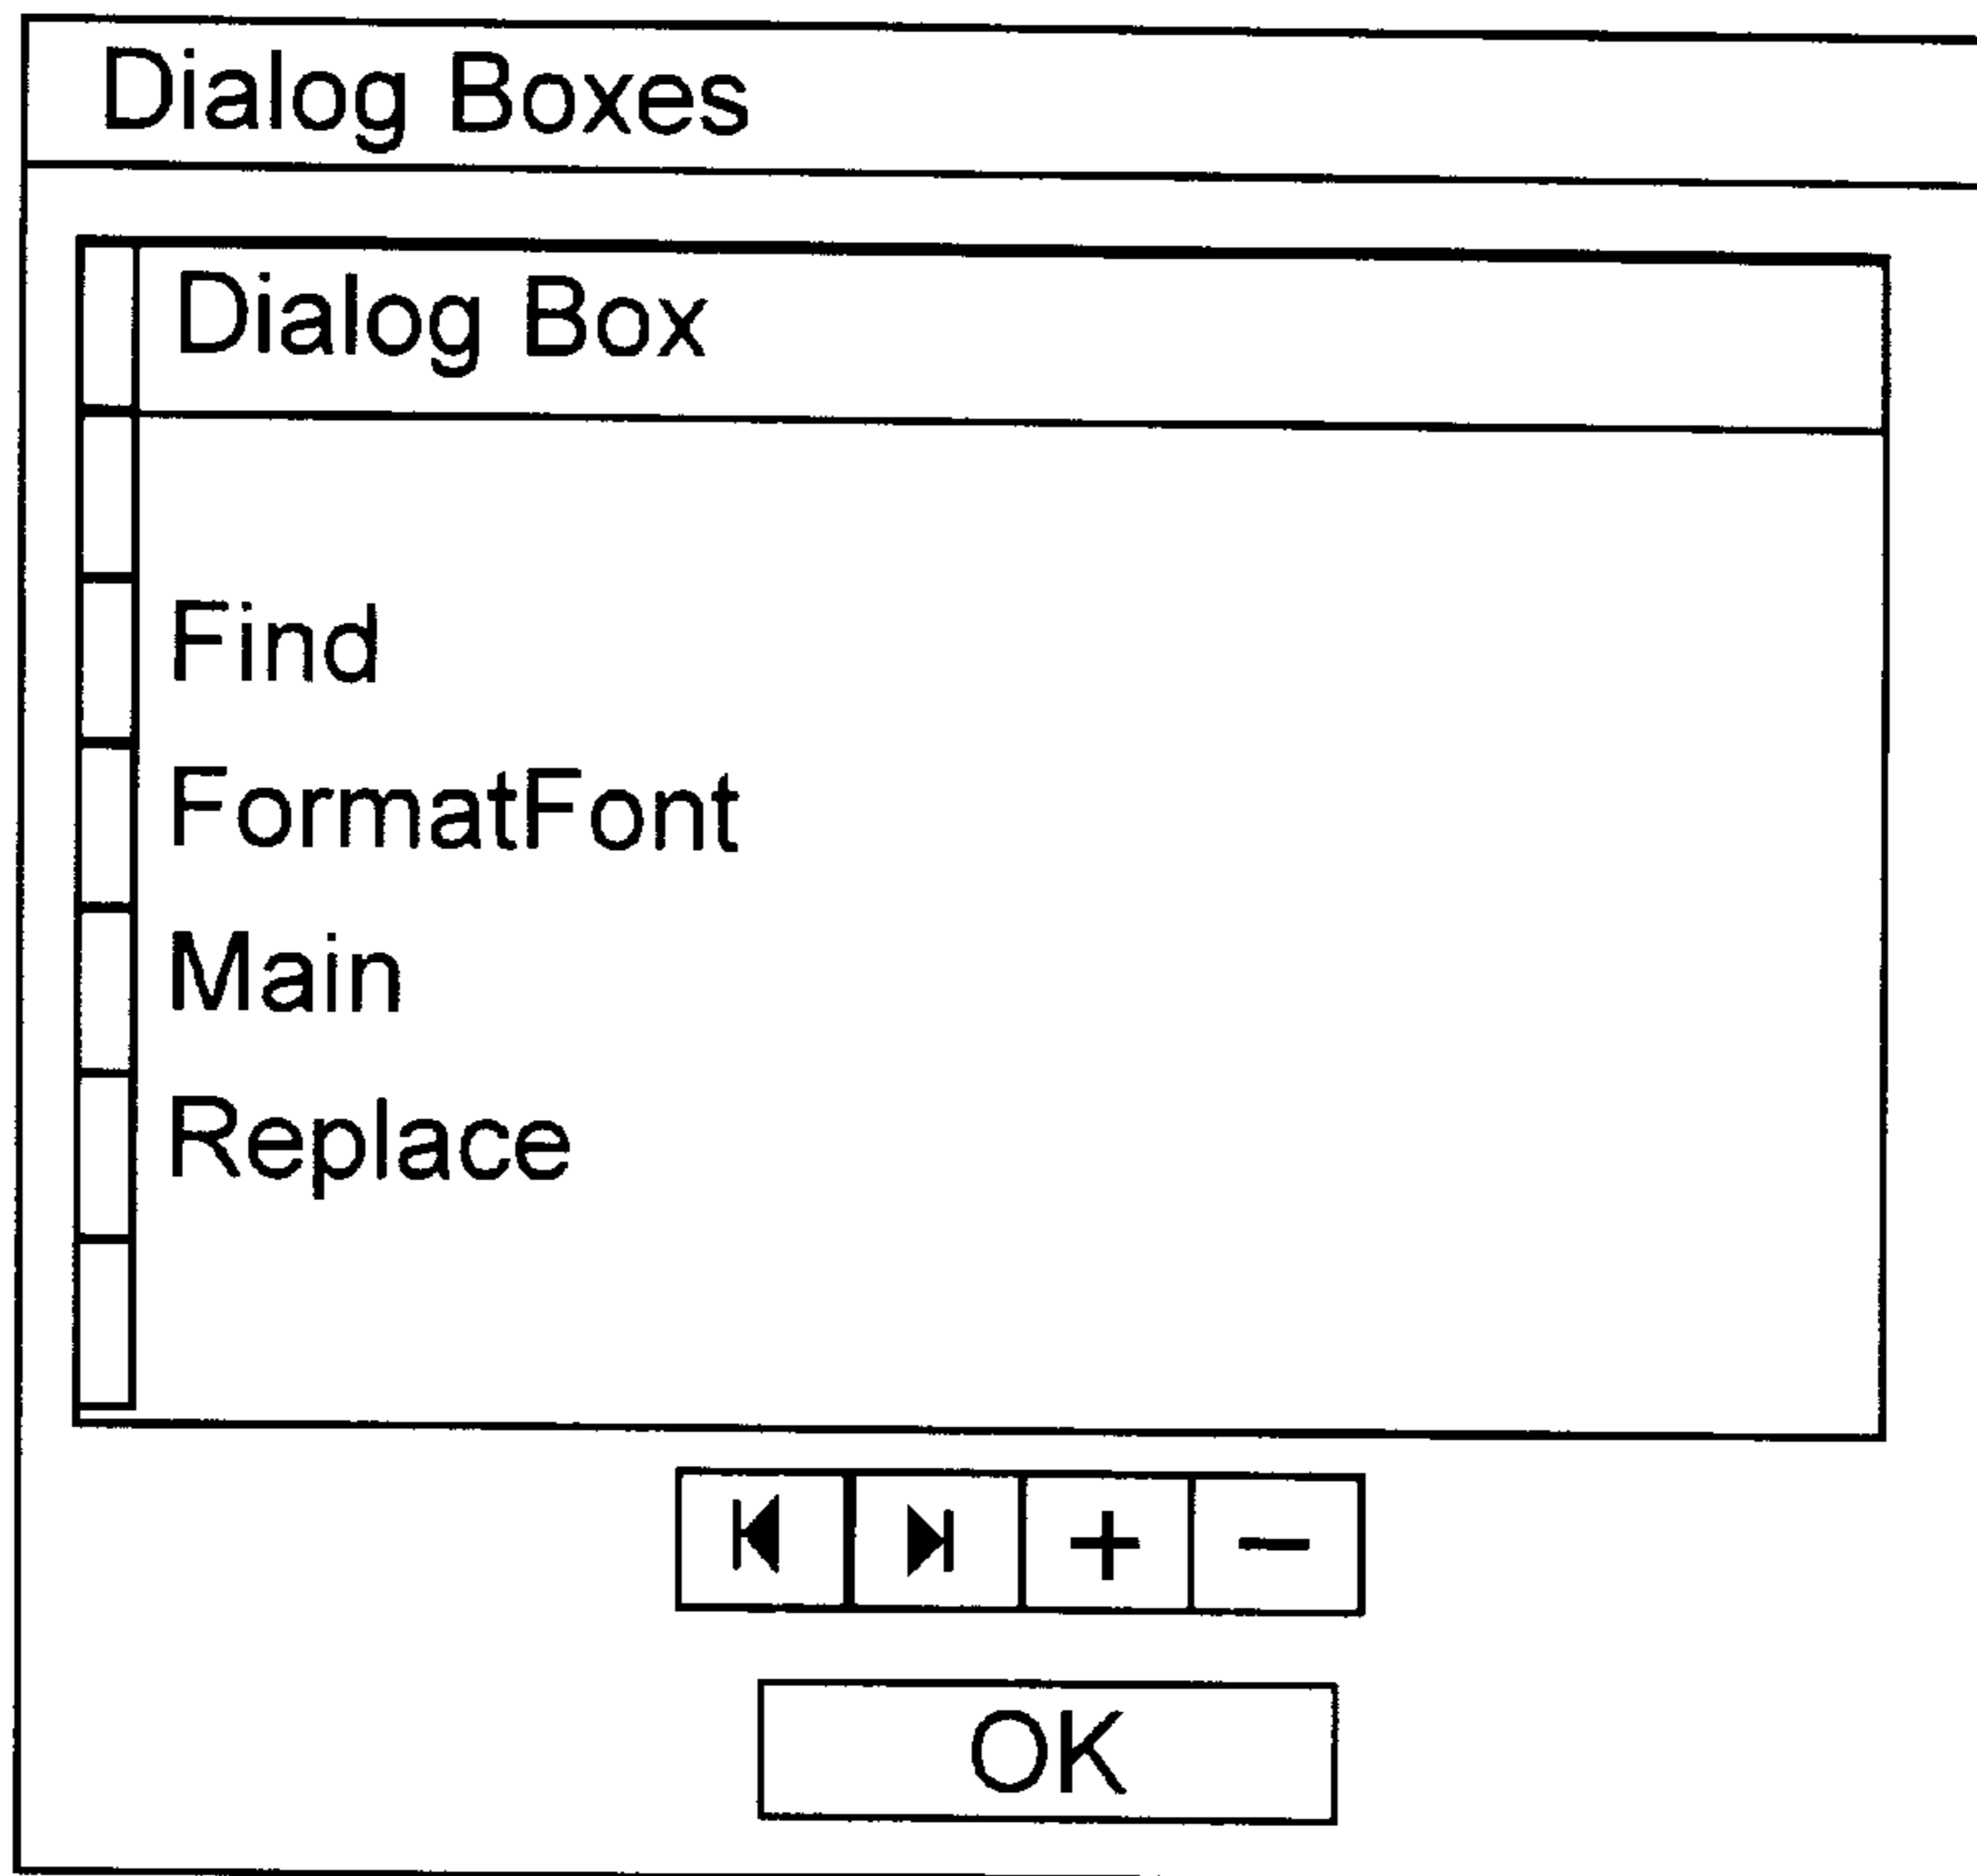 Dialog Boxes
Dialog Box
Find
FormatFont
Main
Replace
+ −
OK